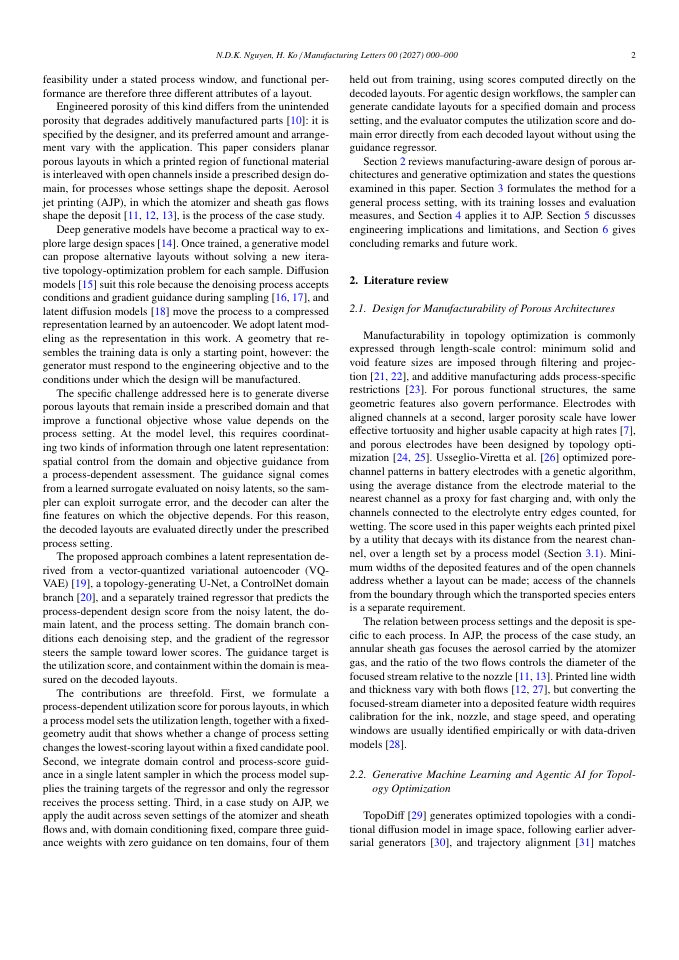 N.D.K. Nguyen, H. Ko / Manufacturing Letters 00 (2027) 000–000
2
feasibility under a stated process window, and functional per-
formance are therefore three different attributes of a layout.
Engineered porosity of this kind differs from the unintended
porosity that degrades additively manufactured parts [10]: it is
specified by the designer, and its preferred amount and arrange-
ment vary with the application. This paper considers planar
porous layouts in which a printed region of functional material
is interleaved with open channels inside a prescribed design do-
main, for processes whose settings shape the deposit. Aerosol
jet printing (AJP), in which the atomizer and sheath gas flows
shape the deposit [11, 12, 13], is the process of the case study.
Deep generative models have become a practical way to ex-
plore large design spaces [14]. Once trained, a generative model
can propose alternative layouts without solving a new itera-
tive topology-optimization problem for each sample. Diffusion
models [15] suit this role because the denoising process accepts
conditions and gradient guidance during sampling [16, 17], and
latent diffusion models [18] move the process to a compressed
representation learned by an autoencoder. We adopt latent mod-
eling as the representation in this work. A geometry that re-
sembles the training data is only a starting point, however: the
generator must respond to the engineering objective and to the
conditions under which the design will be manufactured.
The specific challenge addressed here is to generate diverse
porous layouts that remain inside a prescribed domain and that
improve a functional objective whose value depends on the
process setting. At the model level, this requires coordinat-
ing two kinds of information through one latent representation:
spatial control from the domain and objective guidance from
a process-dependent assessment. The guidance signal comes
from a learned surrogate evaluated on noisy latents, so the sam-
pler can exploit surrogate error, and the decoder can alter the
fine features on which the objective depends. For this reason,
the decoded layouts are evaluated directly under the prescribed
process setting.
The proposed approach combines a latent representation de-
rived from a vector-quantized variational autoencoder (VQ-
VAE) [19], a topology-generating U-Net, a ControlNet domain
branch [20], and a separately trained regressor that predicts the
process-dependent design score from the noisy latent, the do-
main latent, and the process setting. The domain branch con-
ditions each denoising step, and the gradient of the regressor
steers the sample toward lower scores. The guidance target is
the utilization score, and containment within the domain is mea-
sured on the decoded layouts.
The contributions are threefold. First, we formulate a
process-dependent utilization score for porous layouts, in which
a process model sets the utilization length, together with a fixed-
geometry audit that shows whether a change of process setting
changes the lowest-scoring layout within a fixed candidate pool.
Second, we integrate domain control and process-score guid-
ance in a single latent sampler in which the process model sup-
plies the training targets of the regressor and only the regressor
receives the process setting. Third, in a case study on AJP, we
apply the audit across seven settings of the atomizer and sheath
flows and, with domain conditioning fixed, compare three guid-
ance weights with zero guidance on ten domains, four of them
held out from training, using scores computed directly on the
decoded layouts. For agentic design workflows, the sampler can
generate candidate layouts for a specified domain and process
setting, and the evaluator computes the utilization score and do-
main error directly from each decoded layout without using the
guidance regressor.
Section 2 reviews manufacturing-aware design of porous ar-
chitectures and generative optimization and states the questions
examined in this paper. Section 3 formulates the method for a
general process setting, with its training losses and evaluation
measures, and Section 4 applies it to AJP. Section 5 discusses
engineering implications and limitations, and Section 6 gives
concluding remarks and future work.
2. Literature review
2.1. Design for Manufacturability of Porous Architectures
Manufacturability in topology optimization is commonly
expressed through length-scale control: minimum solid and
void feature sizes are imposed through filtering and projec-
tion [21, 22], and additive manufacturing adds process-specific
restrictions [23]. For porous functional structures, the same
geometric features also govern performance. Electrodes with
aligned channels at a second, larger porosity scale have lower
effective tortuosity and higher usable capacity at high rates [7],
and porous electrodes have been designed by topology opti-
mization [24, 25]. Usseglio-Viretta et al. [26] optimized pore-
channel patterns in battery electrodes with a genetic algorithm,
using the average distance from the electrode material to the
nearest channel as a proxy for fast charging and, with only the
channels connected to the electrolyte entry edges counted, for
wetting. The score used in this paper weights each printed pixel
by a utility that decays with its distance from the nearest chan-
nel, over a length set by a process model (Section 3.1). Mini-
mum widths of the deposited features and of the open channels
address whether a layout can be made; access of the channels
from the boundary through which the transported species enters
is a separate requirement.
The relation between process settings and the deposit is spe-
cific to each process. In AJP, the process of the case study, an
annular sheath gas focuses the aerosol carried by the atomizer
gas, and the ratio of the two flows controls the diameter of the
focused stream relative to the nozzle [11, 13]. Printed line width
and thickness vary with both flows [12, 27], but converting the
focused-stream diameter into a deposited feature width requires
calibration for the ink, nozzle, and stage speed, and operating
windows are usually identified empirically or with data-driven
models [28].
2.2. Generative Machine Learning and Agentic AI for Topol-
ogy Optimization
TopoDiff [29] generates optimized topologies with a condi-
tional diffusion model in image space, following earlier adver-
sarial generators [30], and trajectory alignment [31] matches